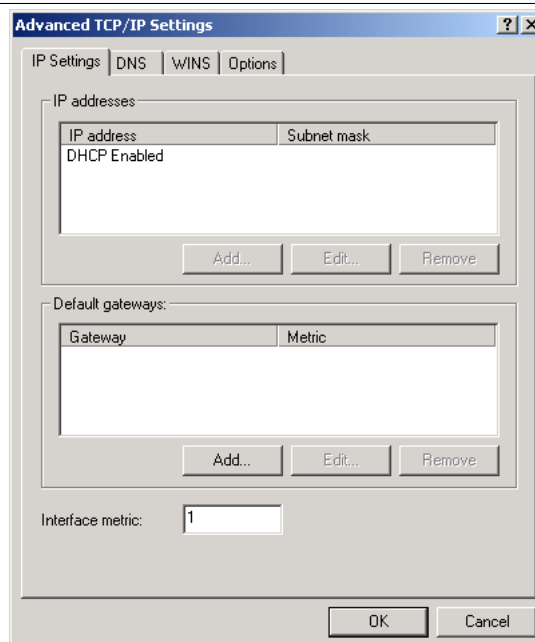 Advanced TCP/IP Settings
IP Settings DNS WINS Options
IP addresses
IP address Subnet mask
DHCP Enabled
Add... Edit... Remove
Default gateways:
Gateway Metric
Add... Edit... Remove
Interface metric: 1
OK Cancel